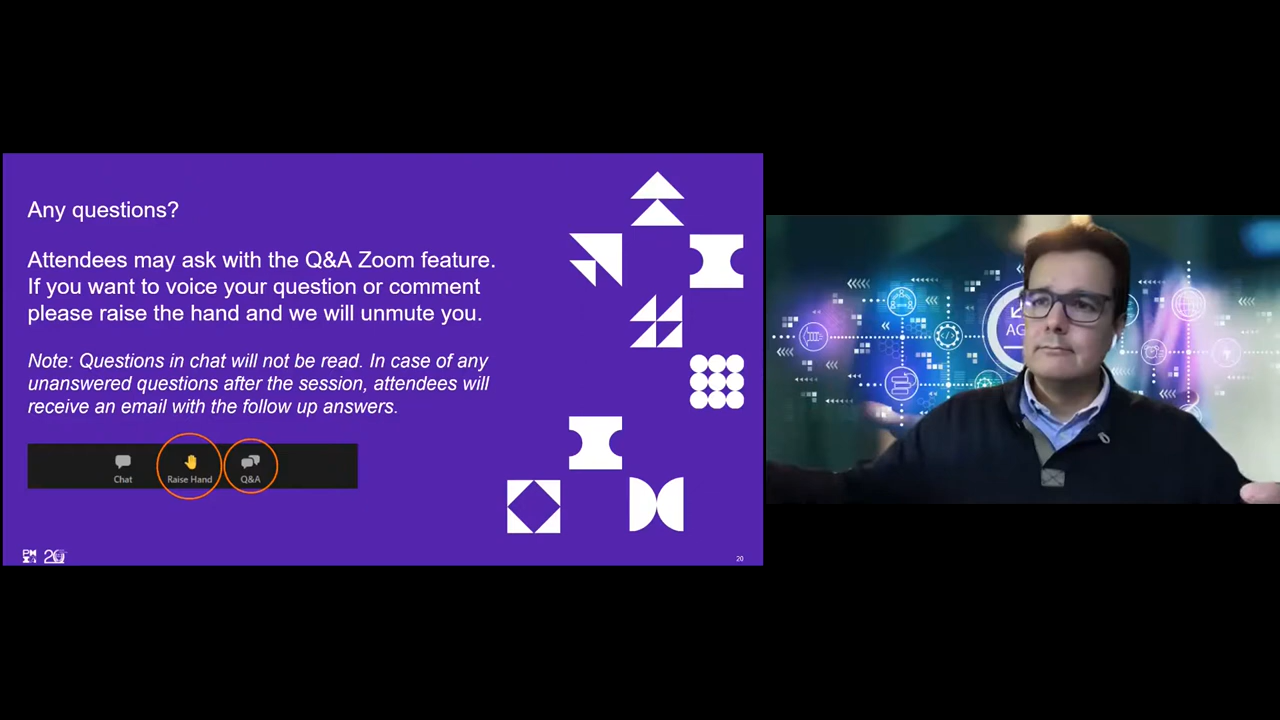 Any questions?
Attendees may ask with the Q&A Zoom feature.
If you want to voice your question or comment
please raise the hand and we will unmute you.
Note: Questions in chat will not be read. In case of any
unanswered questions after the session, attendees will
receive an email with the follow up answers.
Chat
Raise Hand
Q&A
20
20
AG